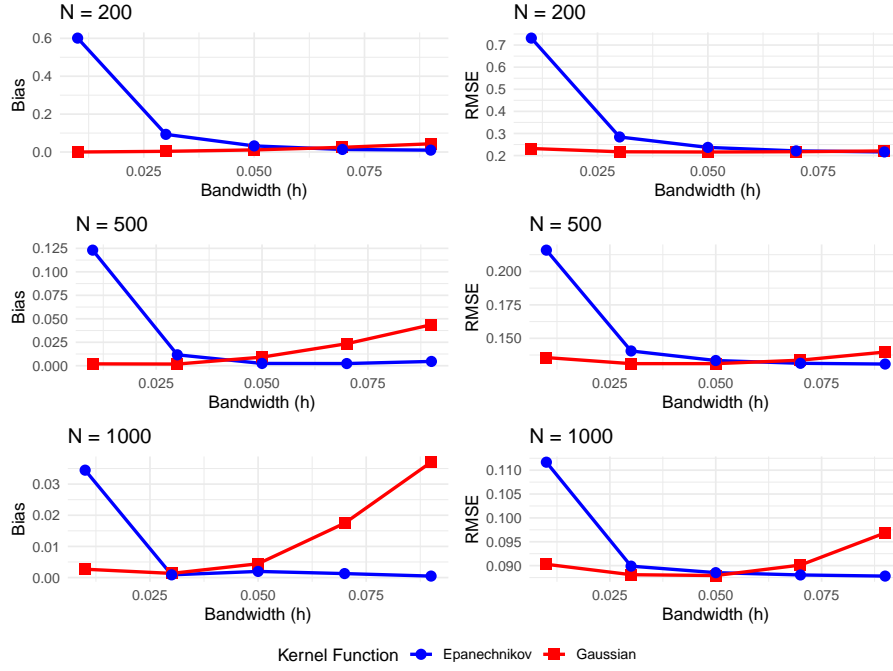 N = 200
Bias
0.6
0.4
0.2
0.0
0.025
0.050
0.075
Bandwidth (h)
N = 200
RMSE
0.7
0.6
0.5
0.4
0.3
0.2
0.025
0.050
0.075
Bandwidth (h)
N = 500
Bias
0.125
0.100
0.075
0.050
0.025
0.000
0.025
0.050
0.075
Bandwidth (h)
N = 500
RMSE
0.200
0.175
0.150
0.025
0.050
0.075
Bandwidth (h)
N = 1000
Bias
0.03
0.02
0.01
0.00
0.025
0.050
0.075
Bandwidth (h)
N = 1000
RMSE
0.110
0.105
0.100
0.095
0.090
0.025
0.050
0.075
Bandwidth (h)
Kernel Function Epanechnikov Gaussian